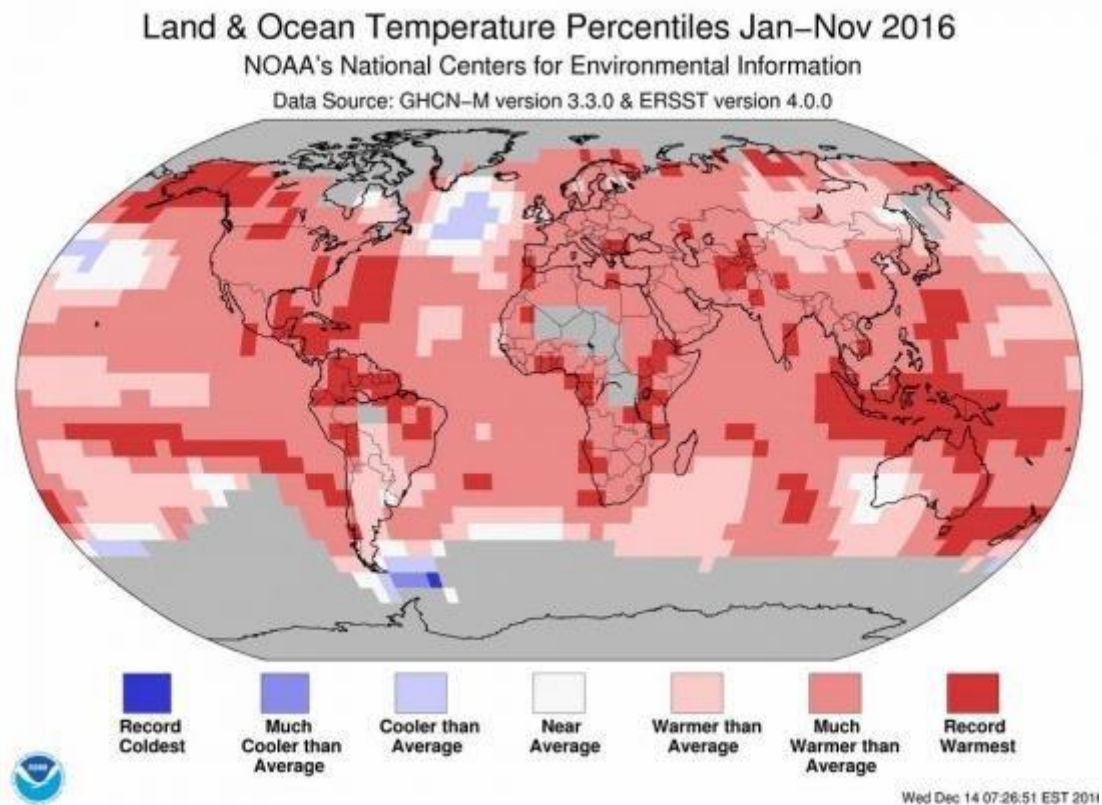 Land & Ocean Temperature Percentiles Jan–Nov 2016
NOAA's National Centers for Environmental Information
Data Source: GHCN–M version 3.3.0 & ERSST version 4.0.0
Record
Coldest
Much
Cooler than
Average
Cooler than
Average
Near
Average
Warmer than
Average
Much
Warmer than
Average
Record
Warmest
Wed Dec 14 07:26:51 EST 2016